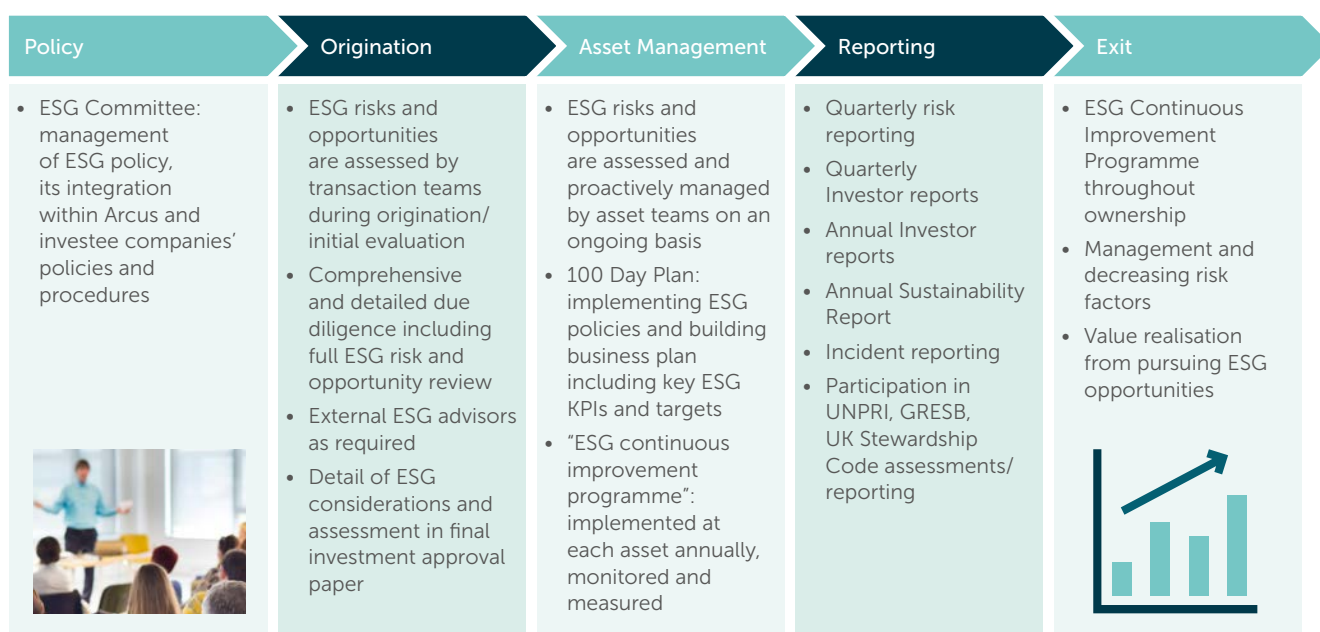 Policy
Origination
Asset Management
Reporting
Exit
• ESG Committee:
management
of ESG policy,
its integration
within Arcus and
investee companies’
policies and
procedures
• ESG risks and
opportunities
are assessed by
transaction teams
during origination/
initial evaluation
• Comprehensive
and detailed due
diligence including
full ESG risk and
opportunity review
• External ESG advisors
as required
• Detail of ESG
considerations and
assessment in final
investment approval
paper
• ESG risks and
opportunities
are assessed and
proactively managed
by asset teams on an
ongoing basis
• 100 Day Plan:
implementing ESG
policies and building
business plan
including key ESG
KPIs and targets
• “ESG continuous
improvement
programme”:
implemented at
each asset annually,
monitored and
measured
• Quarterly risk
reporting
• Quarterly
Investor reports
• Annual Investor
reports
• Annual Sustainability
Report
• Incident reporting
• Participation in
UNPRI, GRESB,
UK Stewardship
Code assessments/
reporting
• ESG Continuous
Improvement
Programme
throughout
ownership
• Management and
decreasing risk
factors
• Value realisation
from pursuing ESG
opportunities